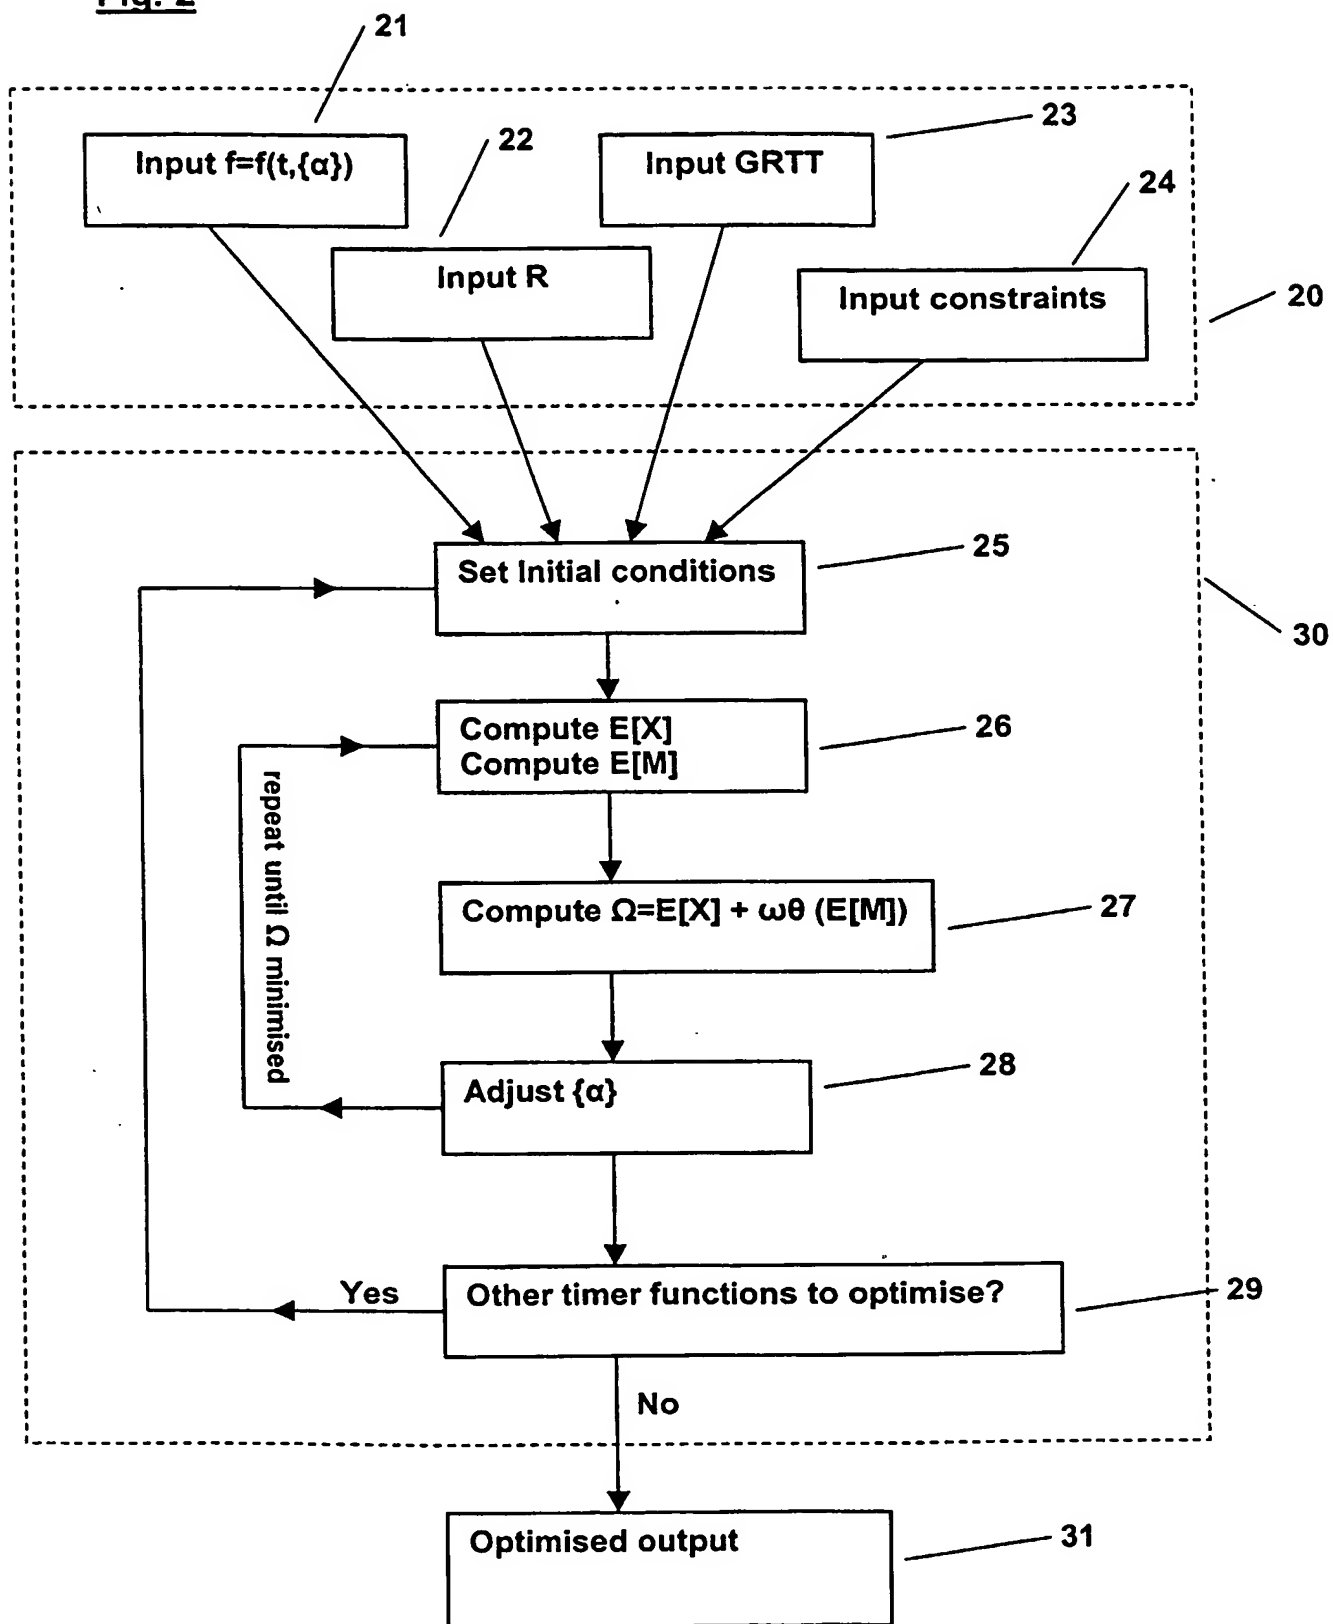 Fig. 2
21
22
23
24
Input f=f(t,{α})
Input GRTT
Input R
Input constraints
20
Set Initial conditions
25
30
Compute E[X]
Compute E[M]
26
repeat until Ω minimised
Compute Ω=E[X] + ωθ (E[M])
27
Adjust {α}
28
Yes
Other timer functions to optimise?
29
No
Optimised output
31